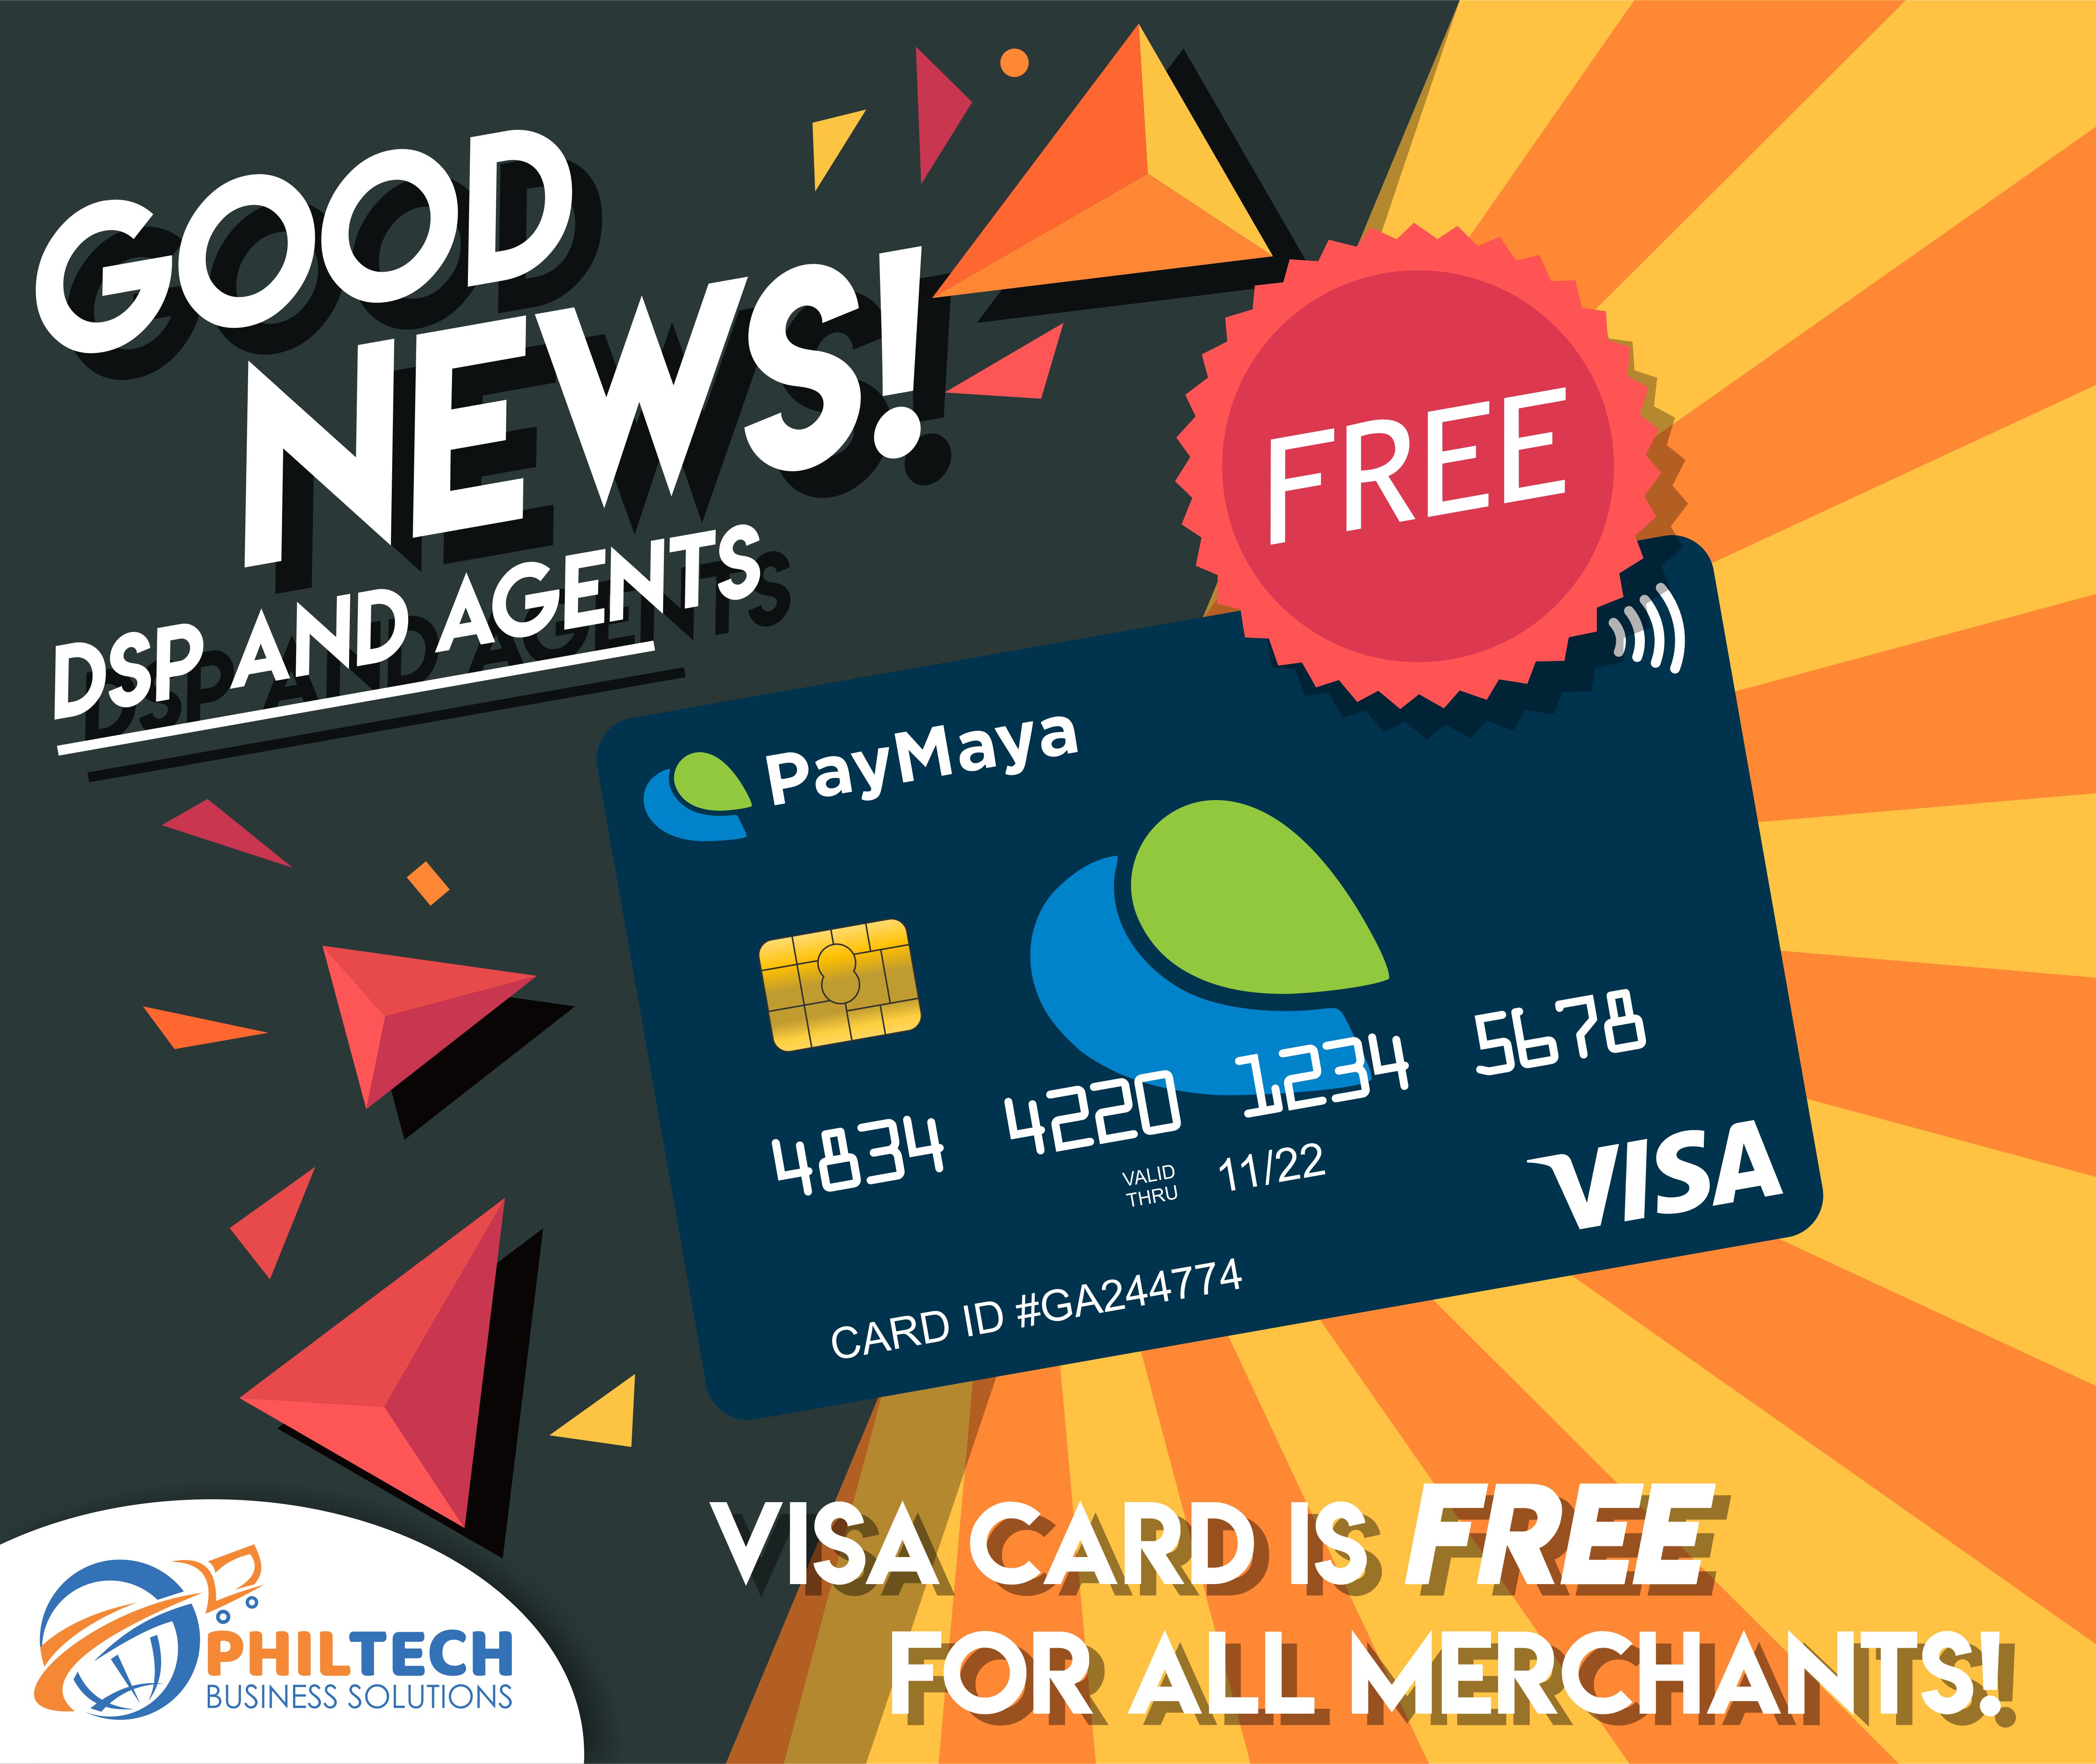 GOOD
NEWS!
DSP AND AGENTS
FREE
PayMaya
4834 4220 1234 5678
VALID
THRU
11/22
VISA
CARD ID #GA244774
VISA CARD IS FREE
FOR ALL MERCHANTS!
PHILTECH
BUSINESS SOLUTIONS